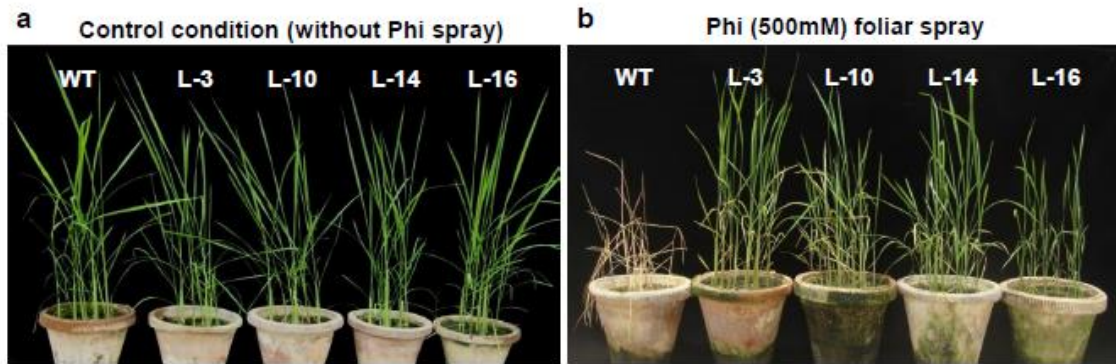 a
Control condition (without Phi spray)
WT L-3 L-10 L-14 L-16
b
Phi (500mM) foliar spray
WT L-3 L-10 L-14 L-16